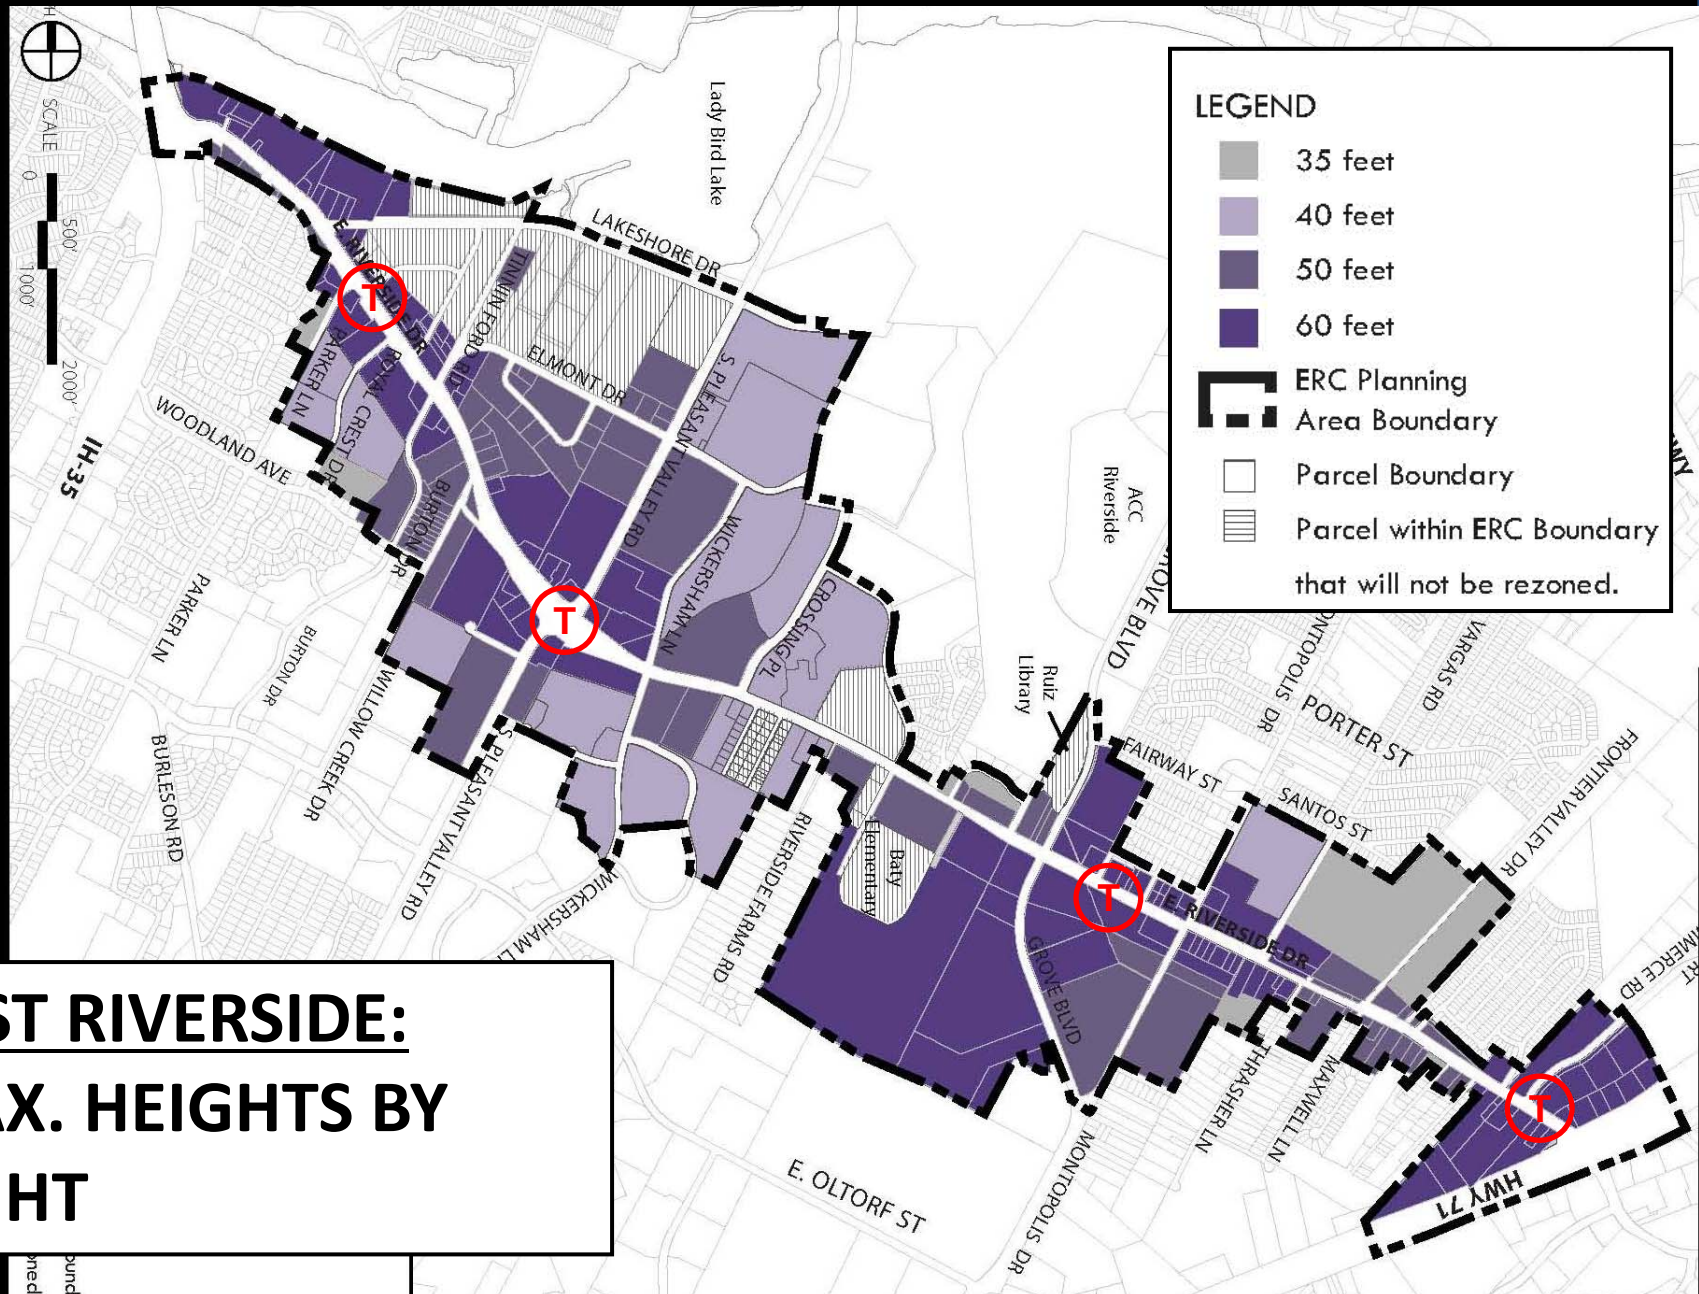 LEGEND
35 feet
40 feet
50 feet
60 feet
ERC Planning
Area Boundary
Parcel Boundary
Parcel within ERC Boundary
that will not be rezoned.
SCALE
0
500'
1000'
2000'
Lady Bird Lake
LAKESHORE DR
E. RIVERSIDE DR
T
TINNIN FORD RD
ELMONT DR
S. PLEASANT VALLEY RD
PARKER LN
ROYAL CREST DR
WOODLAND AVE
IH-35
BURTON DR
WICKERSHAM LN
CROSSING PL
T
ACC
Riverside
GROVE BLVD
Ruiz
Library
PARKER LN
BURTON DR
WILLOW CREEK DR
BURLESON RD
S. PLEASANT VALLEY RD
WICKERSHAM L
RIVERSIDE FARMS RD
Baty
Elementary
FAIRWAY ST
SANTOS ST
PORTER ST
VARGAS RD
ONTOPOLIS DR
FRONTIER VALLEY DR
MMERCE RD
WY
T
E. RIVERSIDE DR
GROVE BLVD
THRASHER LN
MAXWELL LN
MONTOPOLIS DR
E. OLTORF ST
T
HWY 71
ST RIVERSIDE:
AX. HEIGHTS BY
HT
ound
oned